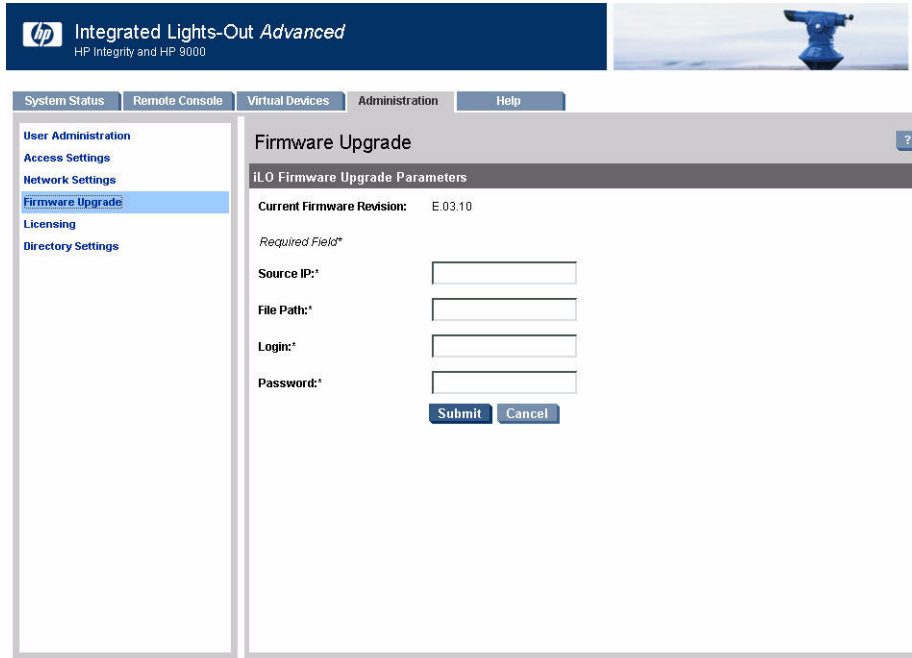 hp
Integrated Lights-Out Advanced
HP Integrity and HP 9000
System Status
Remote Console
Virtual Devices
Administration
Help
User Administration
Access Settings
Network Settings
Firmware Upgrade
Licensing
Directory Settings
Firmware Upgrade
?
iLO Firmware Upgrade Parameters
Current Firmware Revision: E.03.10
Required Field*
Source IP:*
File Path:*
Login:*
Password:*
Submit Cancel